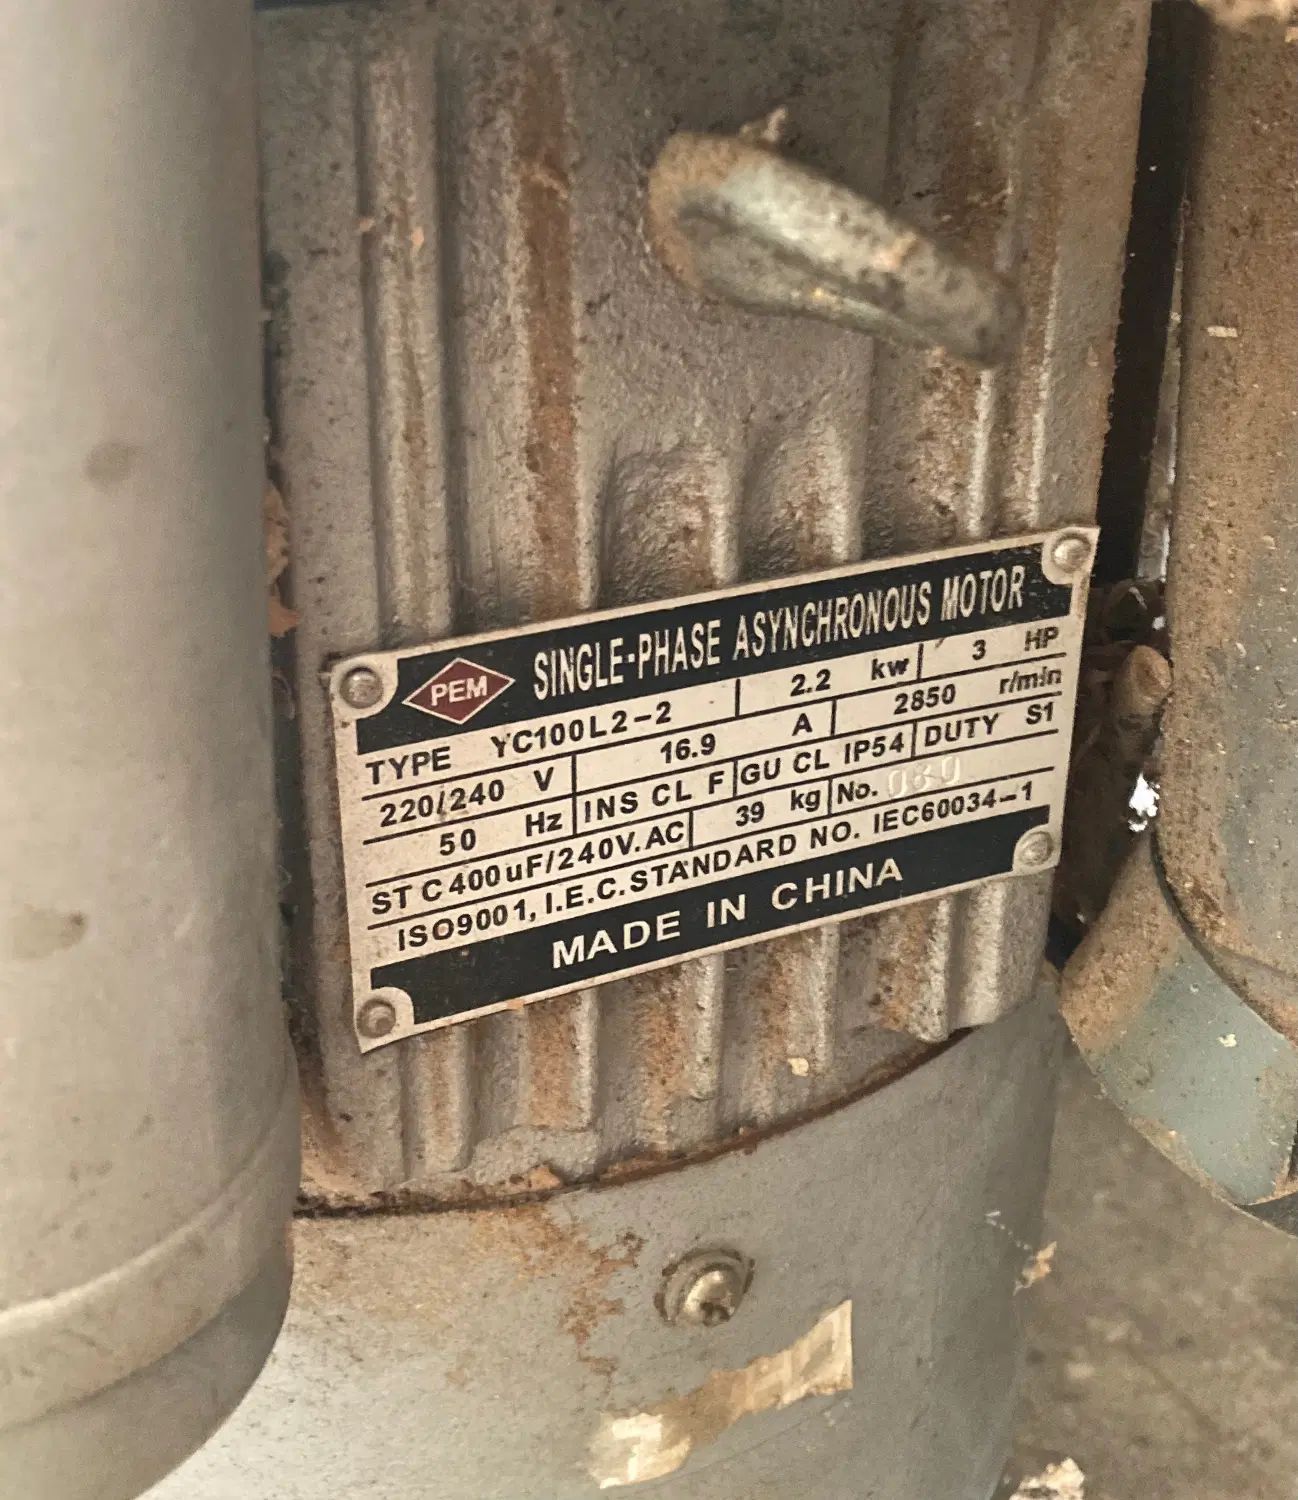 PEM SINGLE-PHASE ASYNCHRONOUS MOTOR
TYPE YC100L2-2 2.2 kw 3 HP
220/240 V 16.9 A 2850 r/min
50 Hz INS CL F GU CL IP54 DUTY S1
ST C400uF/240V.AC 39 kg No.
ISO9001, I.E.C.STANDARD NO. IEC60034-1
MADE IN CHINA